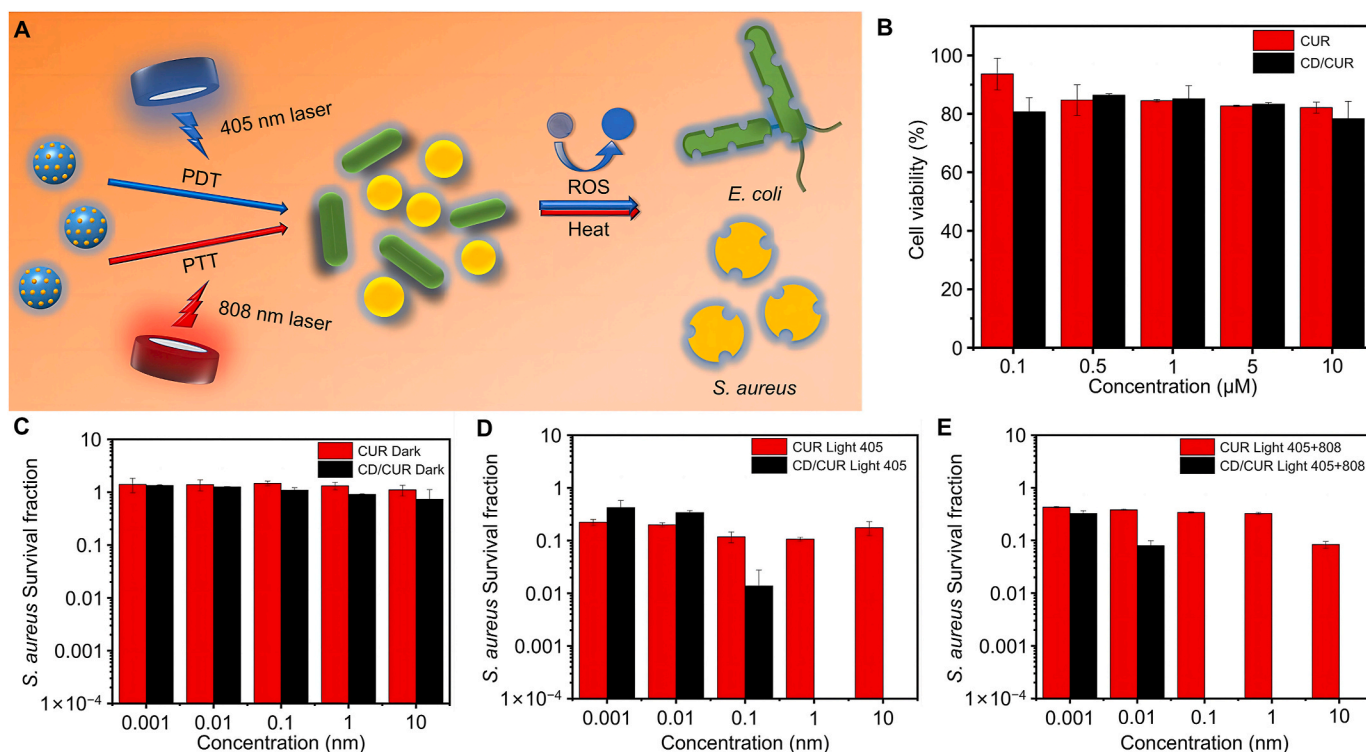 A
405 nm laser
PDT
PTT
808 nm laser
ROS
Heat
E. coli
S. aureus
B
CUR
CD/CUR
Cell viability (%)
100
80
60
40
20
0
0.1 0.5 1 5 10
Concentration (µM)
C
CUR Dark
CD/CUR Dark
S. aureus Survival fraction
10
1
0.1
0.01
0.001
1×10⁻⁴
0.001 0.01 0.1 1 10
Concentration (nm)
D
CUR Light 405
CD/CUR Light 405
S. aureus Survival fraction
10
1
0.1
0.01
0.001
1×10⁻⁴
0.001 0.01 0.1 1 10
Concentration (nm)
E
CUR Light 405+808
CD/CUR Light 405+808
S. aureus Survival fraction
10
1
0.1
0.01
0.001
1×10⁻⁴
0.001 0.01 0.1 1 10
Concentration (nm)